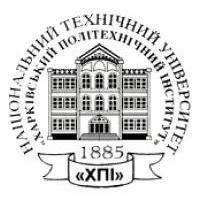 НАЦІОНАЛЬНИЙ ТЕХНІЧНИЙ УНІВЕРСИТЕТ
«ХАРКІВСЬКИЙ ПОЛІТЕХНІЧНИЙ ІНСТИТУТ»
1885
«ХПІ»